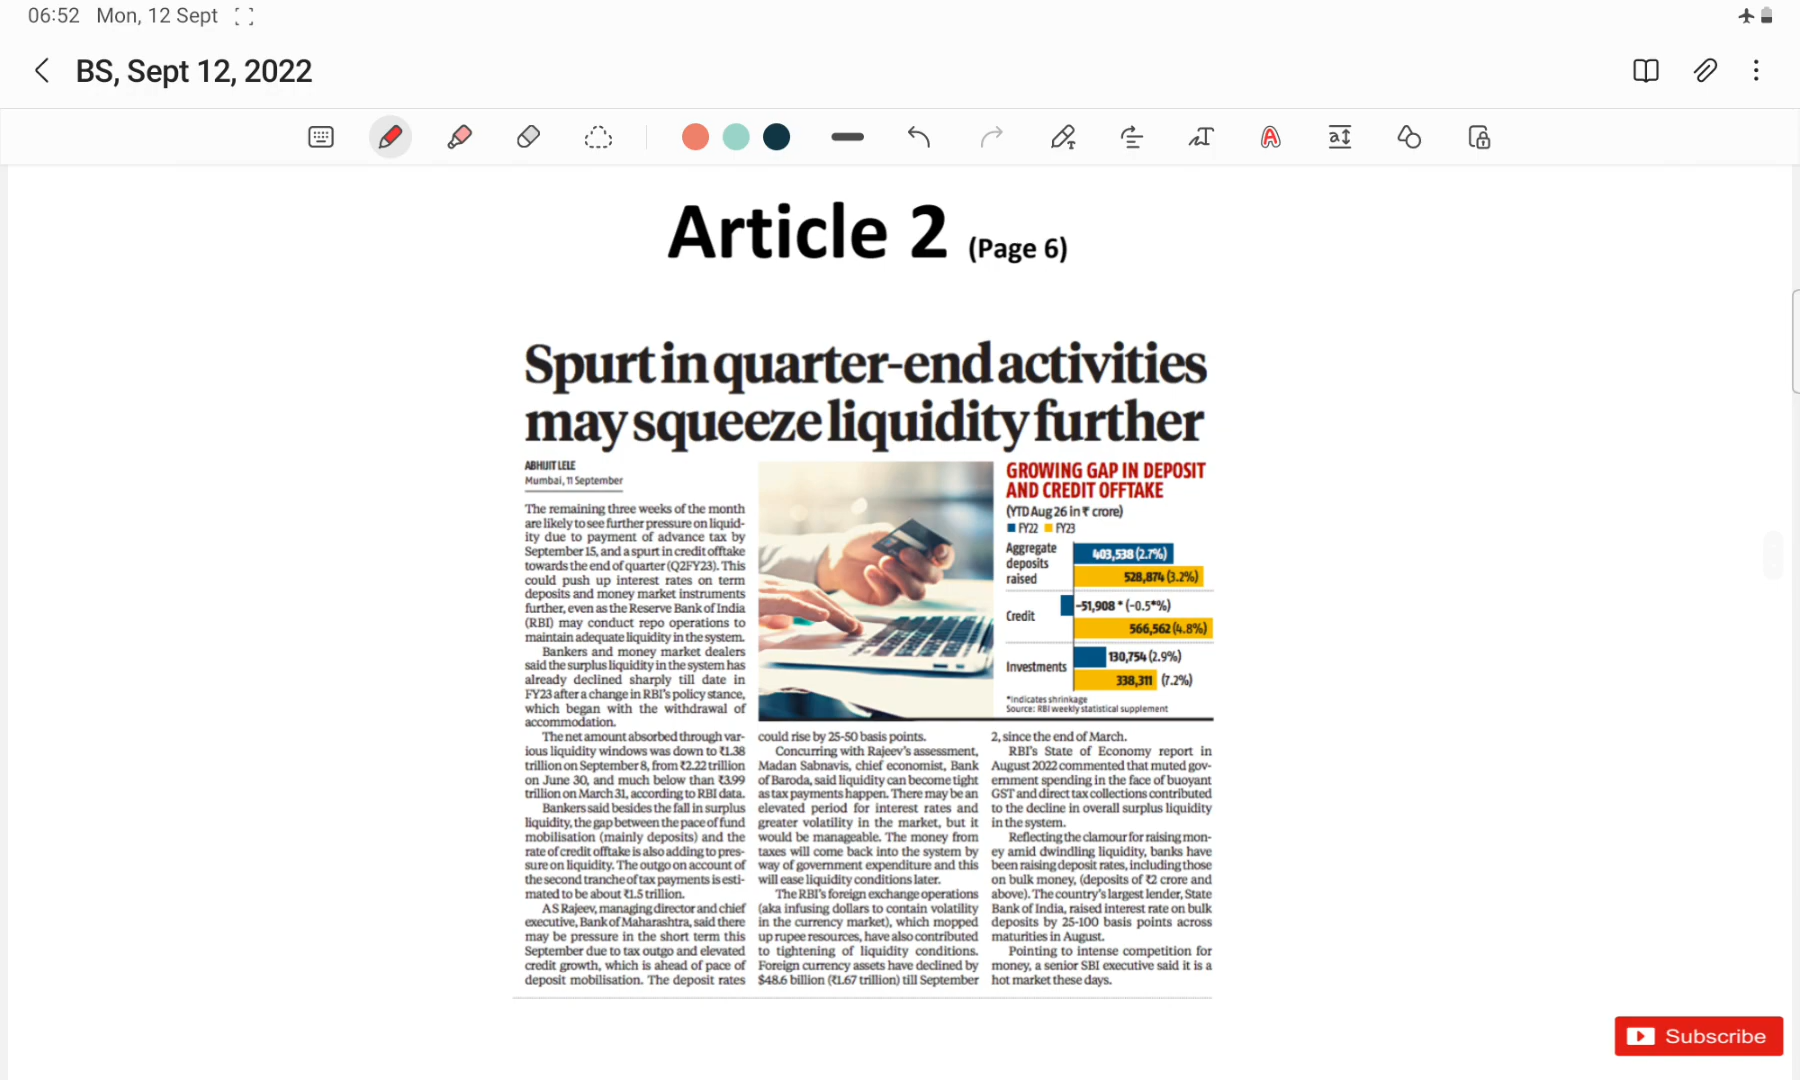 06:52 Mon, 12 Sept
BS, Sept 12, 2022
Article 2 (Page 6)
Spurt in quarter-end activities
may squeeze liquidity further
ABHIJIT LELE
Mumbai, 11 September
The remaining three weeks of the month
are likely to see further pressure on liquid-
ity due to payment of advance tax by
September 15, and a spurt in credit offtake
towards the end of quarter (Q2FY23). This
could push up interest rates on term
deposits and money market instruments
further, even as the Reserve Bank of India
(RBI) may conduct repo operations to
maintain adequate liquidity in the system.
Bankers and money market dealers
said the surplus liquidity in the system has
already declined sharply till date in
FY23 after a change in RBI's policy stance,
which began with the withdrawal of
accommodation.
The net amount absorbed through var-
ious liquidity windows was down to ₹1.38
trillion on September 8, from ₹2.22 trillion
on June 30, and much below than ₹3.99
trillion on March 31, according to RBI data.
Bankers said besides the fall in surplus
liquidity, the gap between the pace of fund
mobilisation (mainly deposits) and the
rate of credit offtake is also adding to pres-
sure on liquidity. The outgo on account of
the second tranche of tax payments is esti-
mated to be about ₹1.5 trillion.
A S Rajeev, managing director and chief
executive, Bank of Maharashtra, said there
may be pressure in the short term this
September due to tax outgo and elevated
credit growth, which is ahead of pace of
deposit mobilisation. The deposit rates
could rise by 25-50 basis points.
Concurring with Rajeev's assessment,
Madan Sabnavis, chief economist, Bank
of Baroda, said liquidity can become tight
as tax payments happen. There may be an
elevated period for interest rates and
greater volatility in the market, but it
would be manageable. The money from
taxes will come back into the system by
way of government expenditure and this
will ease liquidity conditions later.
The RBI's foreign exchange operations
(aka infusing dollars to contain volatility
in the currency market), which mopped
up rupee resources, have also contributed
to tightening of liquidity conditions.
Foreign currency assets have declined by
$48.6 billion (₹1.67 trillion) till September
2, since the end of March.
RBI's State of Economy report in
August 2022 commented that muted gov-
ernment spending in the face of buoyant
GST and direct tax collections contributed
to the decline in overall surplus liquidity
in the system.
Reflecting the clamour for raising mon-
ey amid dwindling liquidity, banks have
been raising deposit rates, including those
on bulk money, (deposits of ₹2 crore and
above). The country's largest lender, State
Bank of India, raised interest rate on bulk
deposits by 25-100 basis points across
maturities in August.
Pointing to intense competition for
money, a senior SBI executive said it is a
hot market these days.
GROWING GAP IN DEPOSIT
AND CREDIT OFFTAKE
(YTD Aug 26 in ₹ crore)
FY22 FY23
Aggregate
deposits
raised
403,538 (2.7%)
528,874 (3.2%)
Credit
-51,908 * (-0.5*%)
566,562 (4.8%)
Investments
130,754 (2.9%)
338,311 (7.2%)
*Indicates shrinkage
Source: RBI weekly statistical supplement
Subscribe